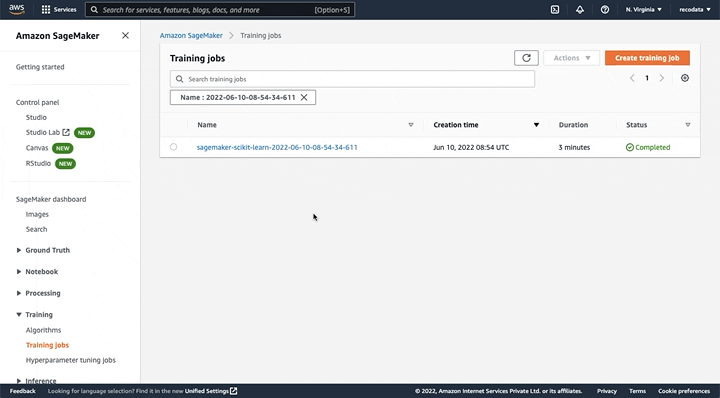 aws
Services
Search for services, features, blogs, docs, and more
[Option+S]
N. Virginia
recodata
Amazon SageMaker
Getting started
Control panel
Studio
Studio Lab NEW
Canvas NEW
RStudio NEW
SageMaker dashboard
Images
Search
Ground Truth
Notebook
Processing
Training
Algorithms
Training jobs
Hyperparameter tuning jobs
Inference
Amazon SageMaker > Training jobs
Training jobs
Actions
Create training job
Search training jobs
1
Name : 2022-06-10-08-54-34-611
Name Creation time Duration Status
sagemaker-scikit-learn-2022-06-10-08-54-34-611 Jun 10, 2022 08:54 UTC 3 minutes Completed
Feedback Looking for language selection? Find it in the new Unified Settings
© 2022, Amazon Internet Services Private Ltd. or its affiliates. Privacy Terms Cookie preferences